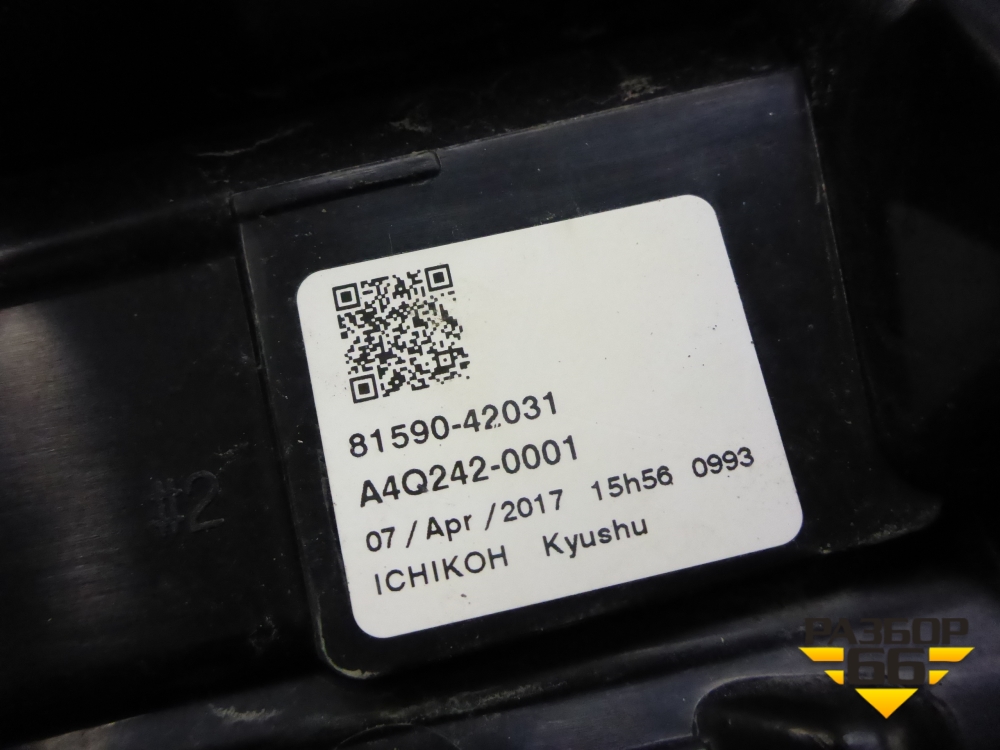 81590-42031
A4Q242-0001
07/Apr/2017 15h56 0993
ICHIKOH Kyushu
#2
РАЗБОР
66